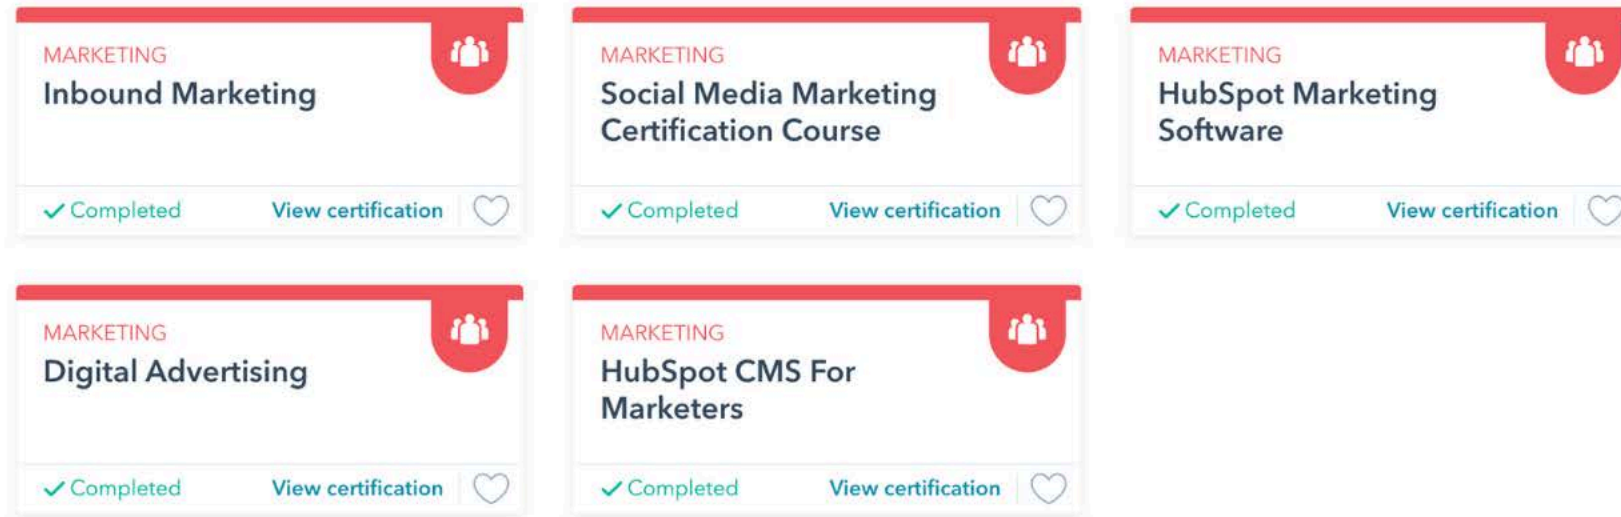 MARKETING
Inbound Marketing
✓ Completed
View certification
MARKETING
Social Media Marketing
Certification Course
✓ Completed
View certification
MARKETING
HubSpot Marketing
Software
✓ Completed
View certification
MARKETING
Digital Advertising
✓ Completed
View certification
MARKETING
HubSpot CMS For
Marketers
✓ Completed
View certification